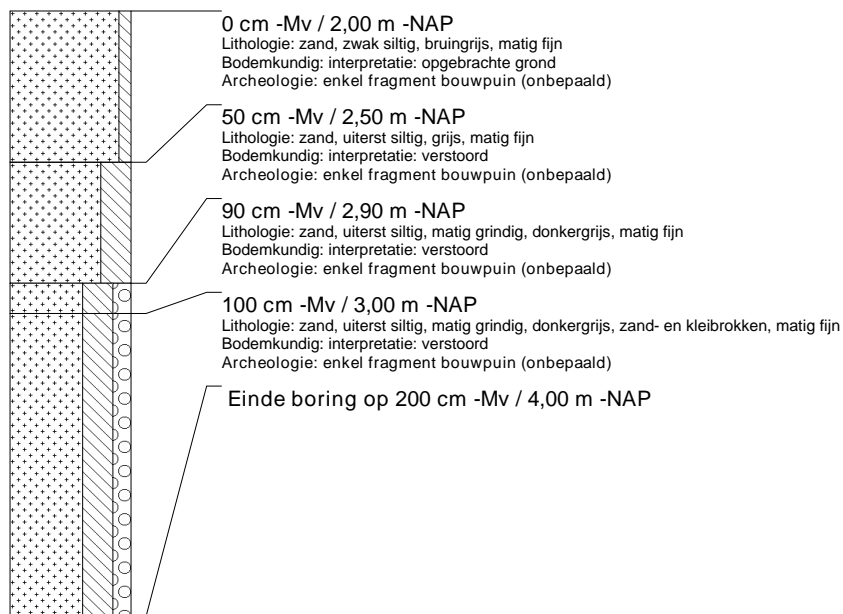 0 cm -Mv / 2,00 m -NAP
Lithologie: zand, zwak siltig, bruingrijs, matig fijn
Bodemkundig: interpretatie: opgebrachte grond
Archeologie: enkel fragment bouwpuin (onbepaald)
50 cm -Mv / 2,50 m -NAP
Lithologie: zand, uiterst siltig, grijs, matig fijn
Bodemkundig: interpretatie: verstoord
Archeologie: enkel fragment bouwpuin (onbepaald)
90 cm -Mv / 2,90 m -NAP
Lithologie: zand, uiterst siltig, matig grindig, donkergrijs, matig fijn
Bodemkundig: interpretatie: verstoord
Archeologie: enkel fragment bouwpuin (onbepaald)
100 cm -Mv / 3,00 m -NAP
Lithologie: zand, uiterst siltig, matig grindig, donkergrijs, zand- en kleibrokken, matig fijn
Bodemkundig: interpretatie: verstoord
Archeologie: enkel fragment bouwpuin (onbepaald)
Einde boring op 200 cm -Mv / 4,00 m -NAP